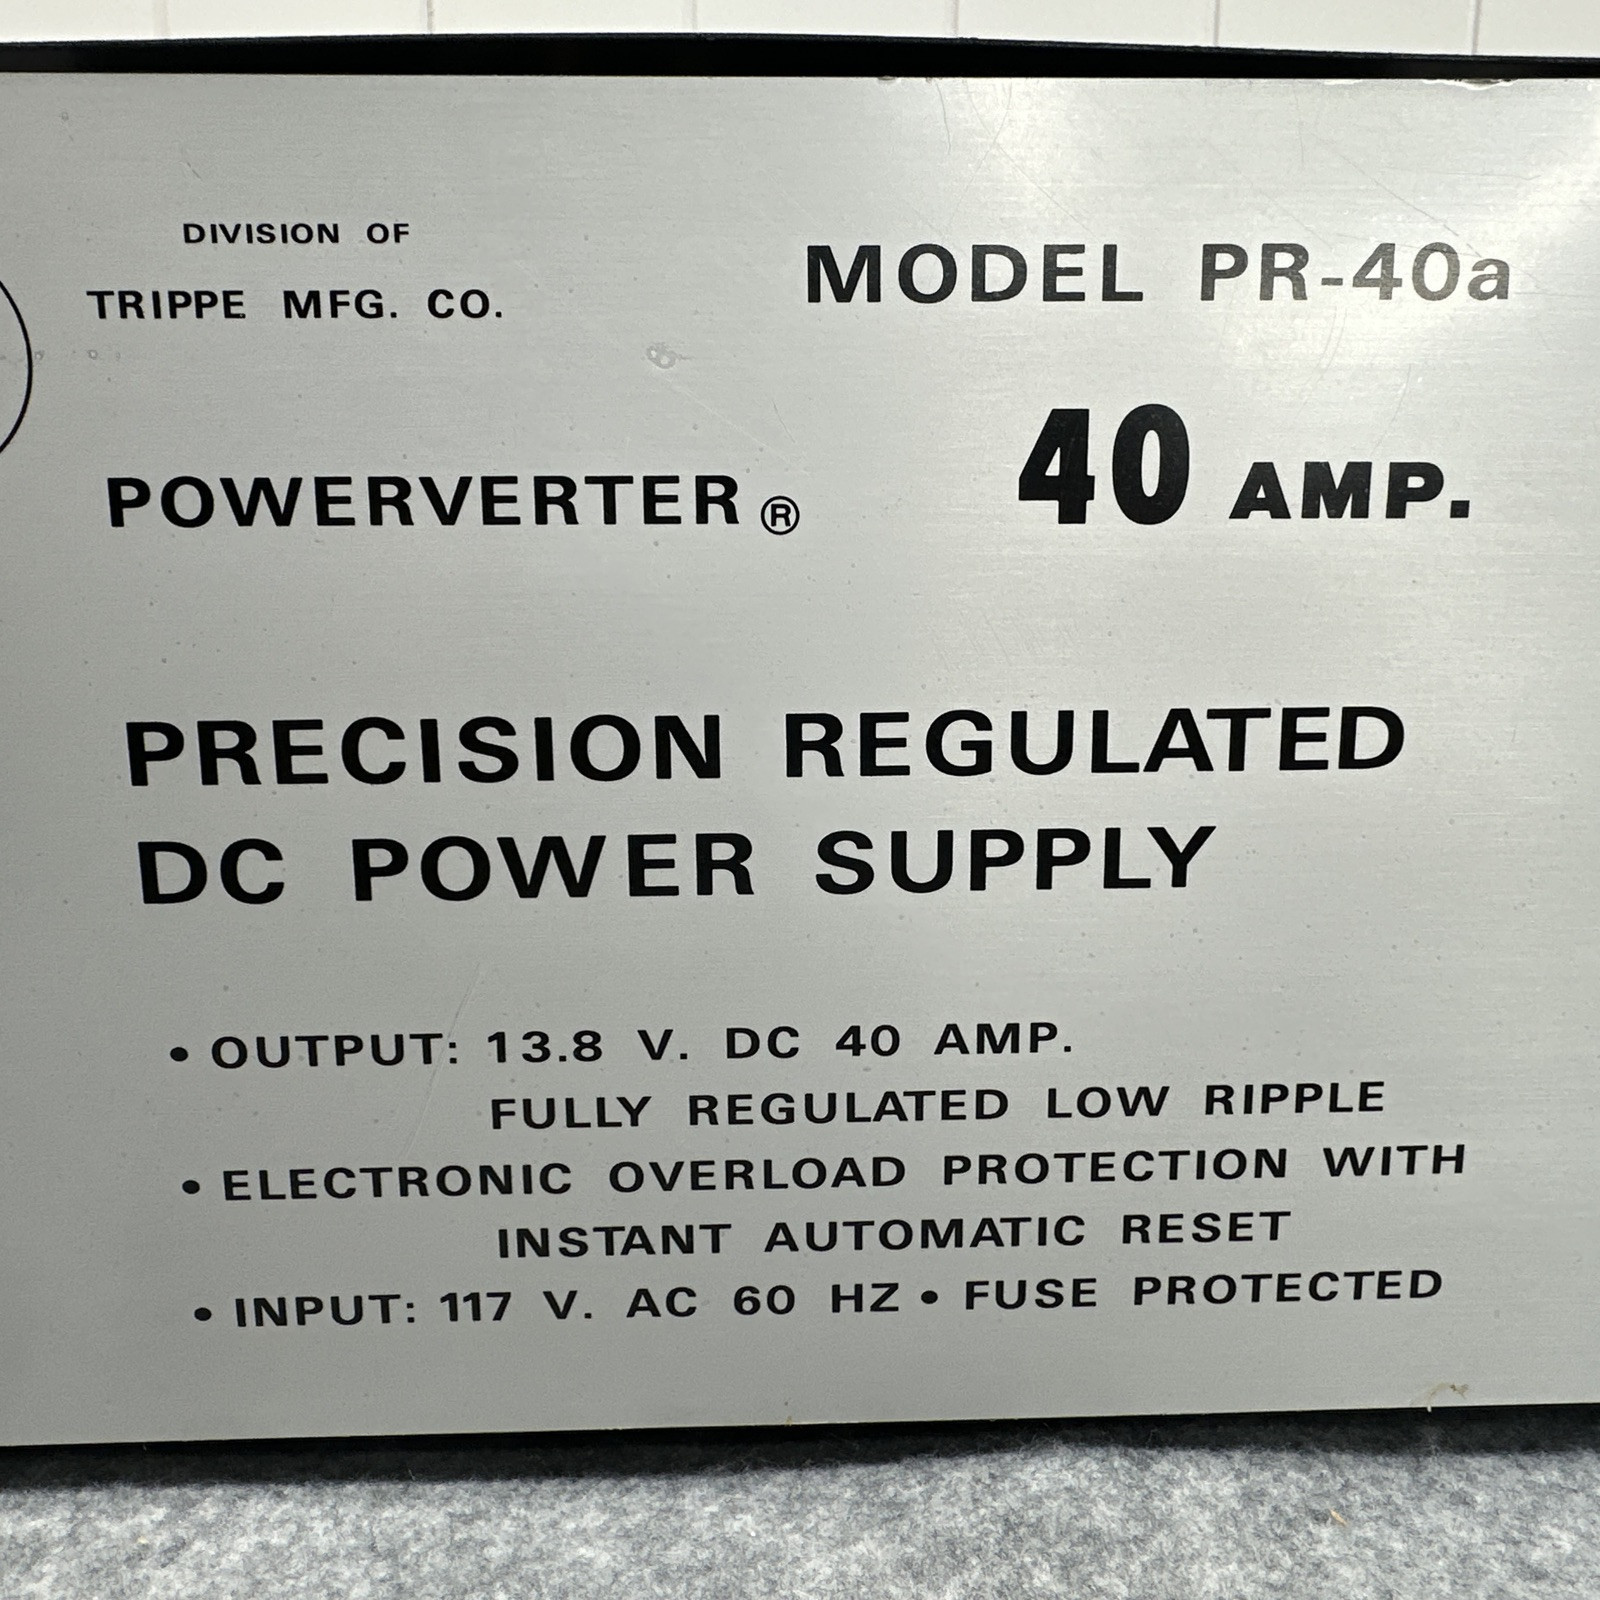 DIVISION OF
TRIPPE MFG. CO.
MODEL PR-40a
POWERVERTER ®
40 AMP.
PRECISION REGULATED
DC POWER SUPPLY
• OUTPUT: 13.8 V. DC 40 AMP.
FULLY REGULATED LOW RIPPLE
• ELECTRONIC OVERLOAD PROTECTION WITH
INSTANT AUTOMATIC RESET
• INPUT: 117 V. AC 60 HZ • FUSE PROTECTED